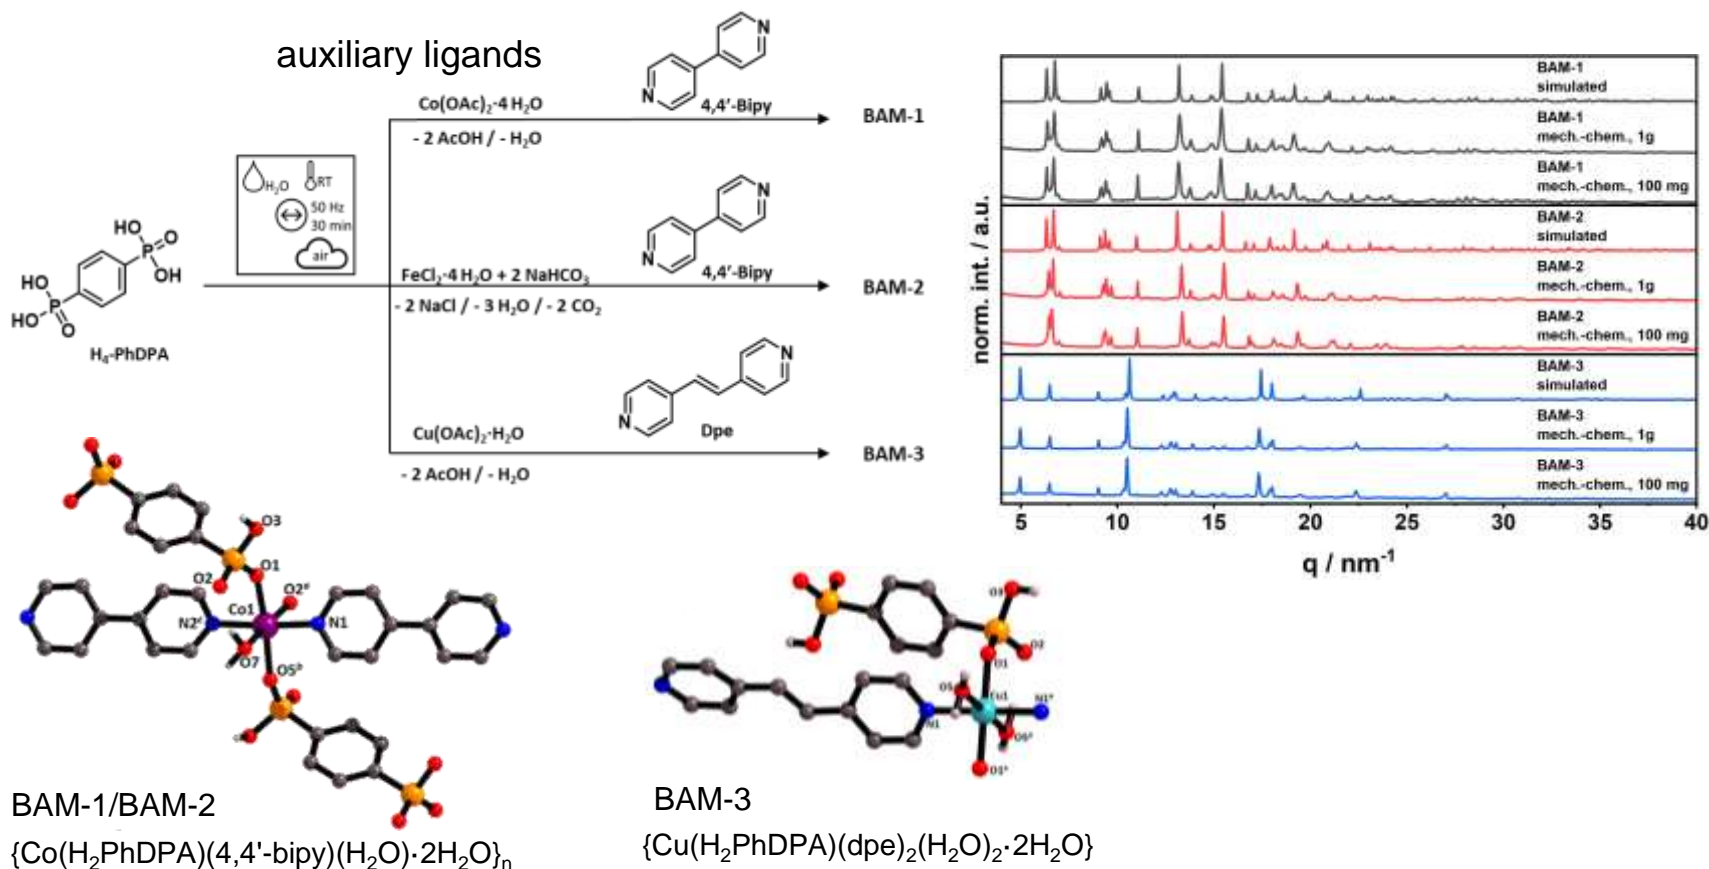 auxiliary ligands
N
N
4,4'-Bipy
Co(OAc)₂·4 H₂O
- 2 AcOH / - H₂O
BAM-1
H₂O
RT
50 Hz
30 min
air
N
N
4,4'-Bipy
FeCl₂·4 H₂O + 2 NaHCO₃
- 2 NaCl / - 3 H₂O / - 2 CO₂
BAM-2
HO
O
P
OH
HO
P
HO
O
H₄-PhDPA
N
N
Dpe
Cu(OAc)₂·H₂O
- 2 AcOH / - H₂O
BAM-3
norm. int. / a.u.
BAM-1
simulated
BAM-1
mech.-chem., 1g
BAM-1
mech.-chem., 100 mg
BAM-2
simulated
BAM-2
mech.-chem., 1g
BAM-2
mech.-chem., 100 mg
BAM-3
simulated
BAM-3
mech.-chem., 1g
BAM-3
mech.-chem., 100 mg
5 10 15 20 25 30 35 40
q / nm⁻¹
O3
O1
O2
Co1
N1
O7
BAM-1/BAM-2
{Co(H₂PhDPA)(4,4'-bipy)(H₂O)·2H₂O}ₙ
O2
O1
Cu1
N1
BAM-3
{Cu(H₂PhDPA)(dpe)₂(H₂O)₂·2H₂O}